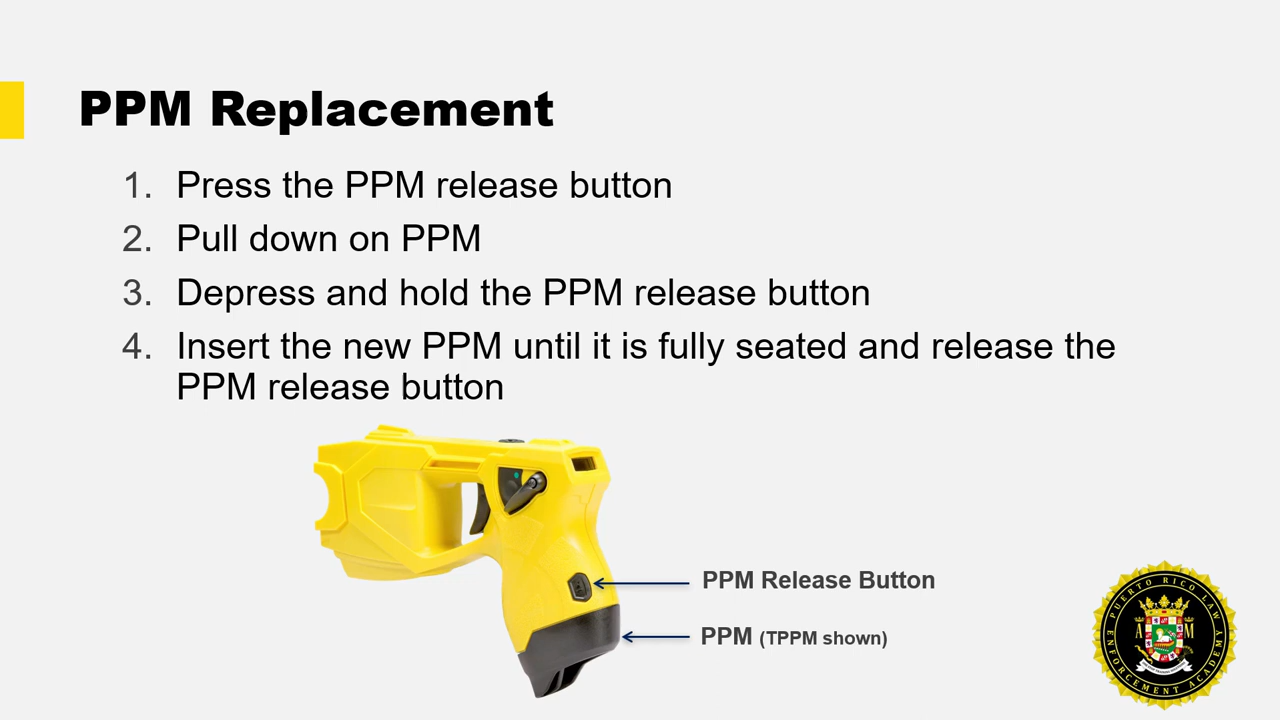 PPM Replacement
1. Press the PPM release button
2. Pull down on PPM
3. Depress and hold the PPM release button
4. Insert the new PPM until it is fully seated and release the
PPM release button
PPM Release Button
PPM (TPPM shown)
PUERTO RICO LAW
A M
ENFORCEMENT ACADEMY